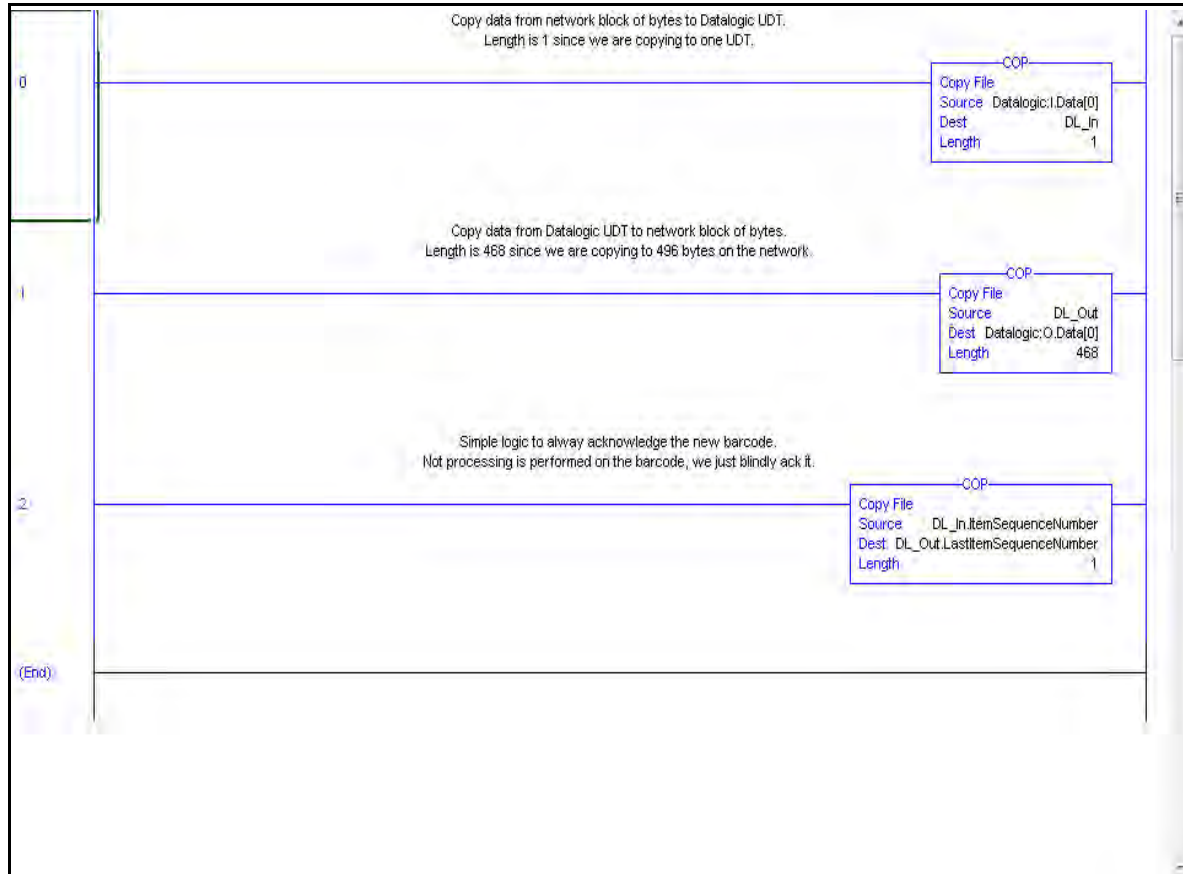 Copy data from network block of bytes to Datalogic UDT.
Length is 1 since we are copying to one UDT.
0
COP
Copy File
Source Datalogic:I.Data[0]
Dest DL_In
Length 1
Copy data from Datalogic UDT to network block of bytes.
Length is 468 since we are copying to 496 bytes on the network.
1
COP
Copy File
Source DL_Out
Dest Datalogic:O.Data[0]
Length 468
Simple logic to alway acknowledge the new barcode.
Not processing is performed on the barcode, we just blindly ack it.
2
COP
Copy File
Source DL_In.ItemSequenceNumber
Dest DL_Out.LastItemSequenceNumber
Length 1
(End)